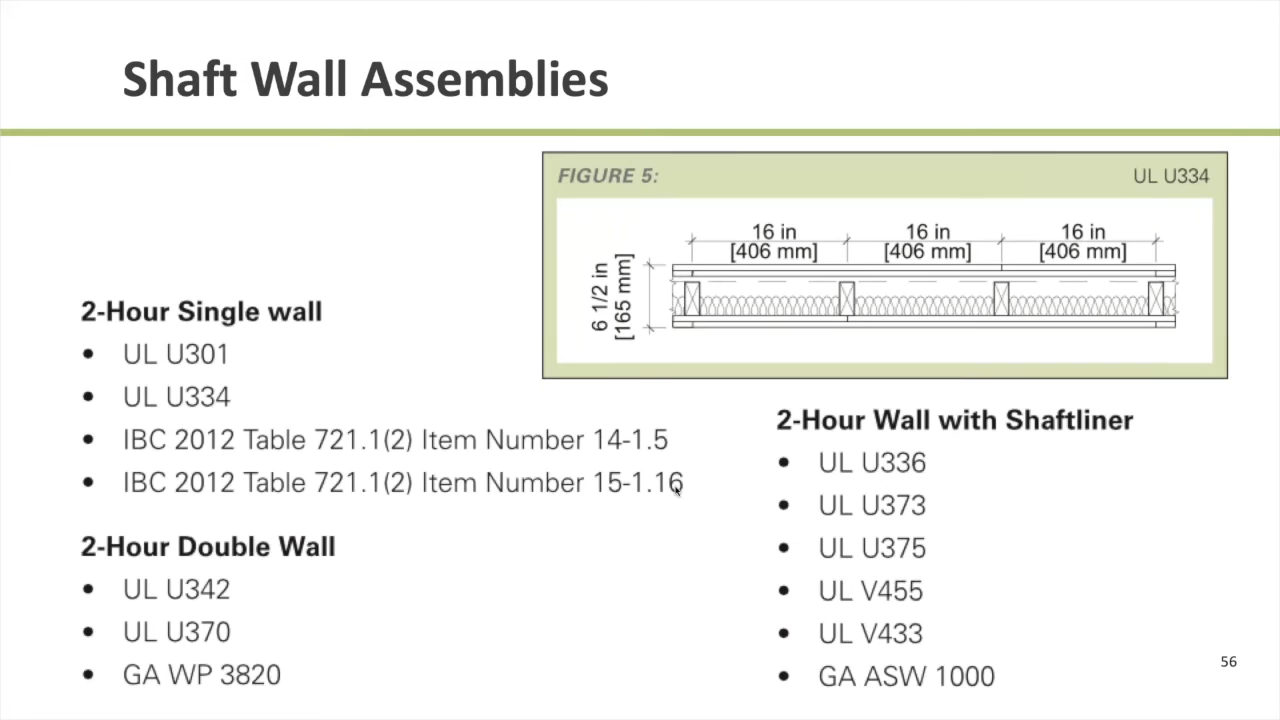 Shaft Wall Assemblies
FIGURE 5:
UL U334
16 in
[406 mm]
16 in
[406 mm]
16 in
[406 mm]
6 1/2 in
[165 mm]
2-Hour Single wall
• UL U301
• UL U334
• IBC 2012 Table 721.1(2) Item Number 14-1.5
• IBC 2012 Table 721.1(2) Item Number 15-1.16
2-Hour Double Wall
• UL U342
• UL U370
• GA WP 3820
2-Hour Wall with Shaftliner
• UL U336
• UL U373
• UL U375
• UL V455
• UL V433
• GA ASW 1000
56